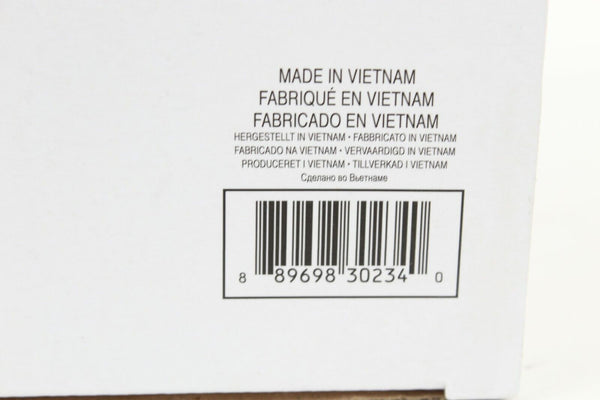 MADE IN VIETNAM
FABRIQUÉ EN VIETNAM
FABRICADO EN VIETNAM
HERGESTELLT IN VIETNAM · FABBRICATO IN VIETNAM
FABRICADO NA VIETNAM · VERVAARDIGD IN VIETNAM
PRODUCERET I VIETNAM · TILLVERKAD I VIETNAM
Сделано во Вьетнаме
8 89698 30234 0